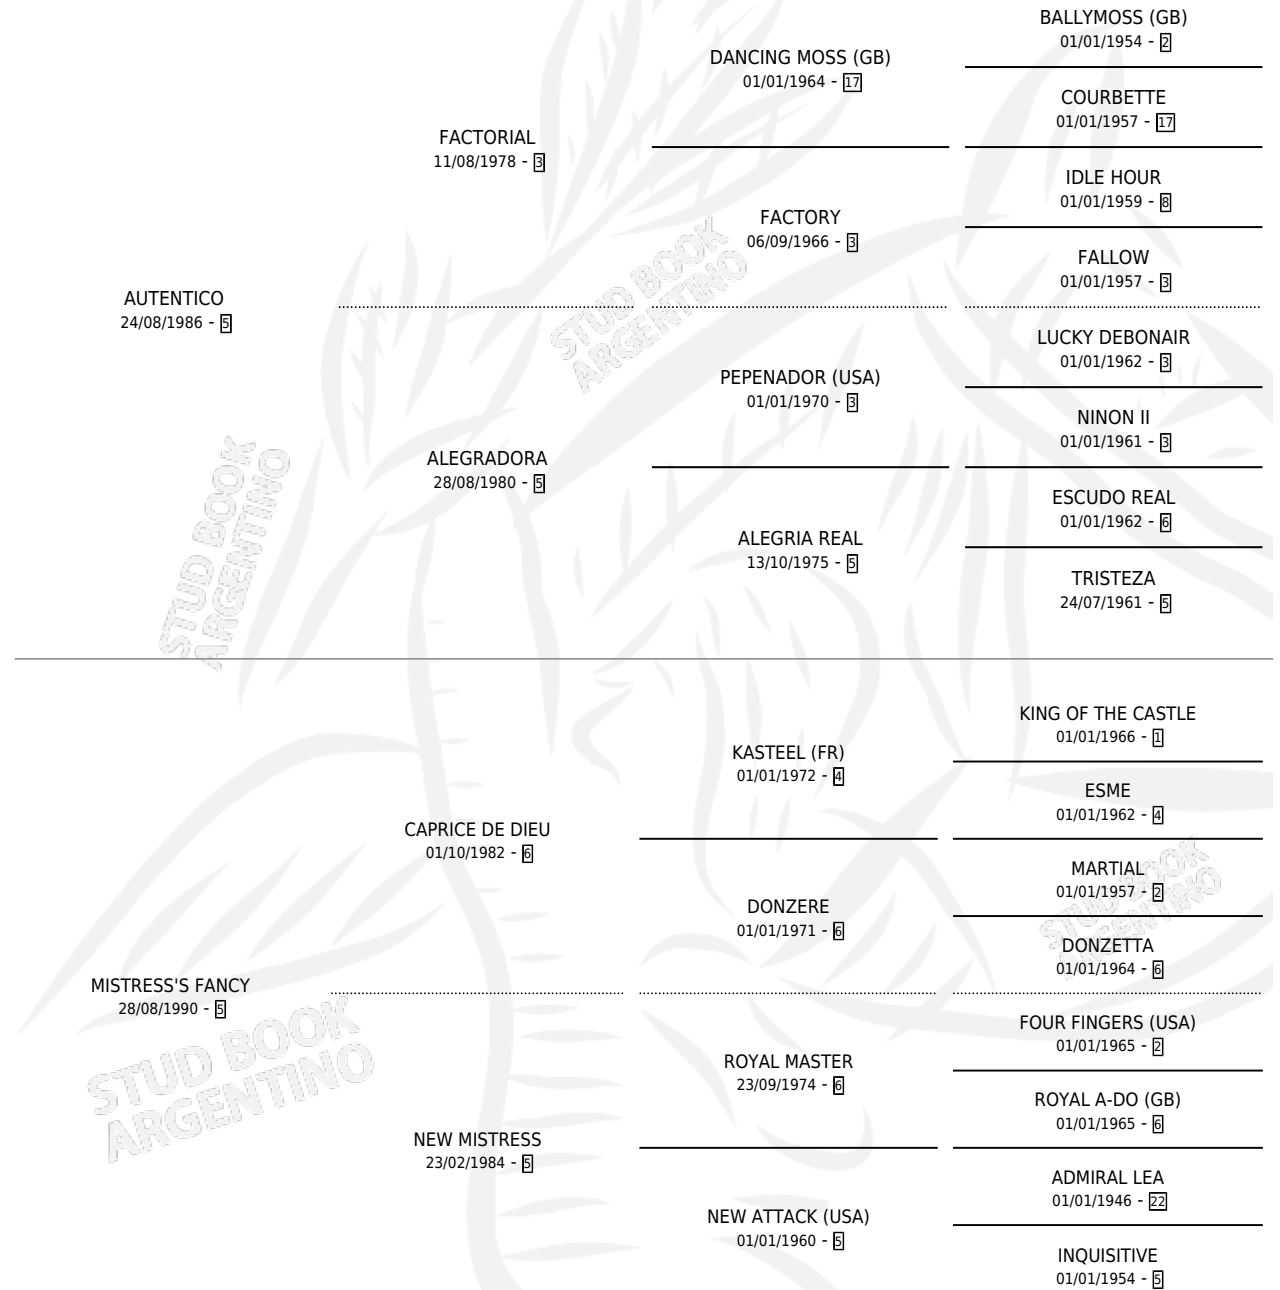 BALLYMOSS (GB)
01/01/1954 - 2
DANCING MOSS (GB)
01/01/1964 - 17
COURBETTE
01/01/1957 - 17
FACTORIAL
11/08/1978 - 3
IDLE HOUR
01/01/1959 - 8
FACTORY
06/09/1966 - 3
FALLOW
01/01/1957 - 3
AUTENTICO
24/08/1986 - 5
LUCKY DEBONAIR
01/01/1962 - 3
PEPENADOR (USA)
01/01/1970 - 3
NINON II
01/01/1961 - 3
ALEGRADORA
28/08/1980 - 5
ESCUDO REAL
01/01/1962 - 6
ALEGRIA REAL
13/10/1975 - 5
TRISTEZA
24/07/1961 - 5
KING OF THE CASTLE
01/01/1966 - 1
KASTEEL (FR)
01/01/1972 - 4
ESME
01/01/1962 - 4
CAPRICE DE DIEU
01/10/1982 - 6
MARTIAL
01/01/1957 - 2
DONZERE
01/01/1971 - 6
DONZETTA
01/01/1964 - 6
MISTRESS'S FANCY
28/08/1990 - 5
FOUR FINGERS (USA)
01/01/1965 - 2
ROYAL MASTER
23/09/1974 - 6
ROYAL A-DO (GB)
01/01/1965 - 6
NEW MISTRESS
23/02/1984 - 5
ADMIRAL LEA
01/01/1946 - 22
NEW ATTACK (USA)
01/01/1960 - 5
INQUISITIVE
01/01/1954 - 5
STUD BOOK
ARGENTINO
STUD BOOK
ARGENTINO
STUD BOOK
ARGENTINO
STUD BOOK
ARGENTINO